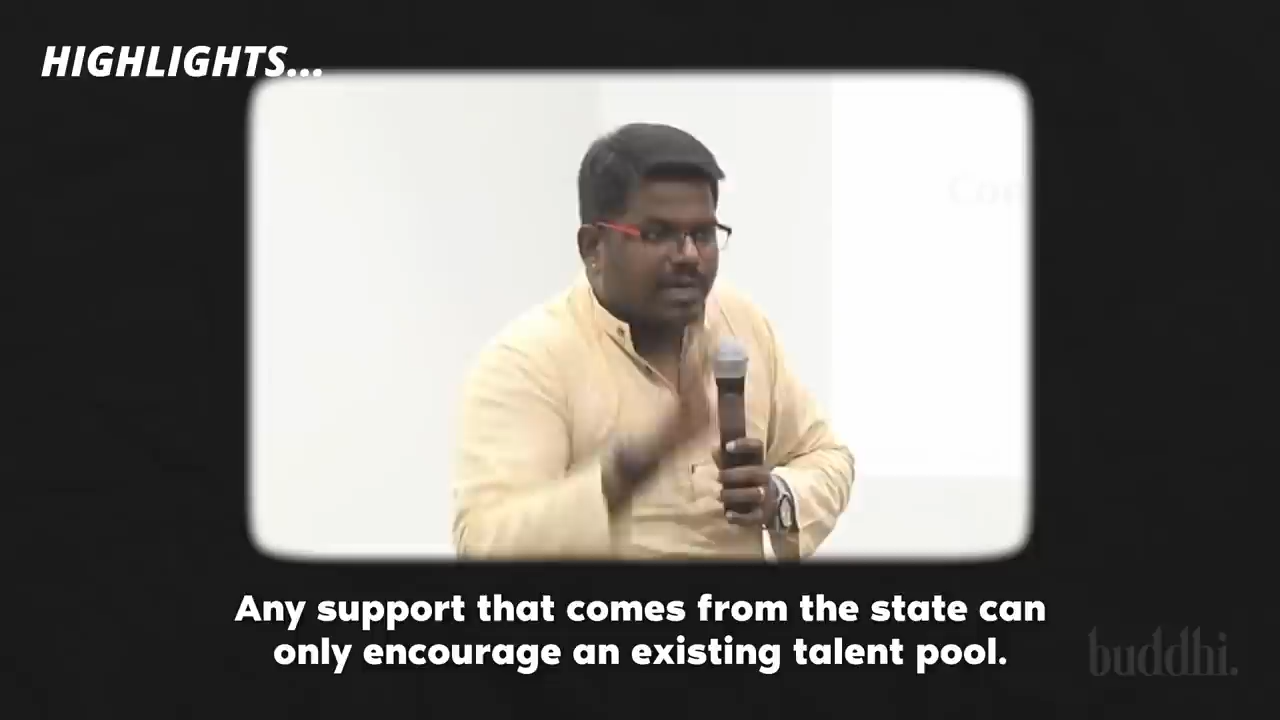 HIGHLIGHTS...
Any support that comes from the state can
only encourage an existing talent pool.
buddhi.